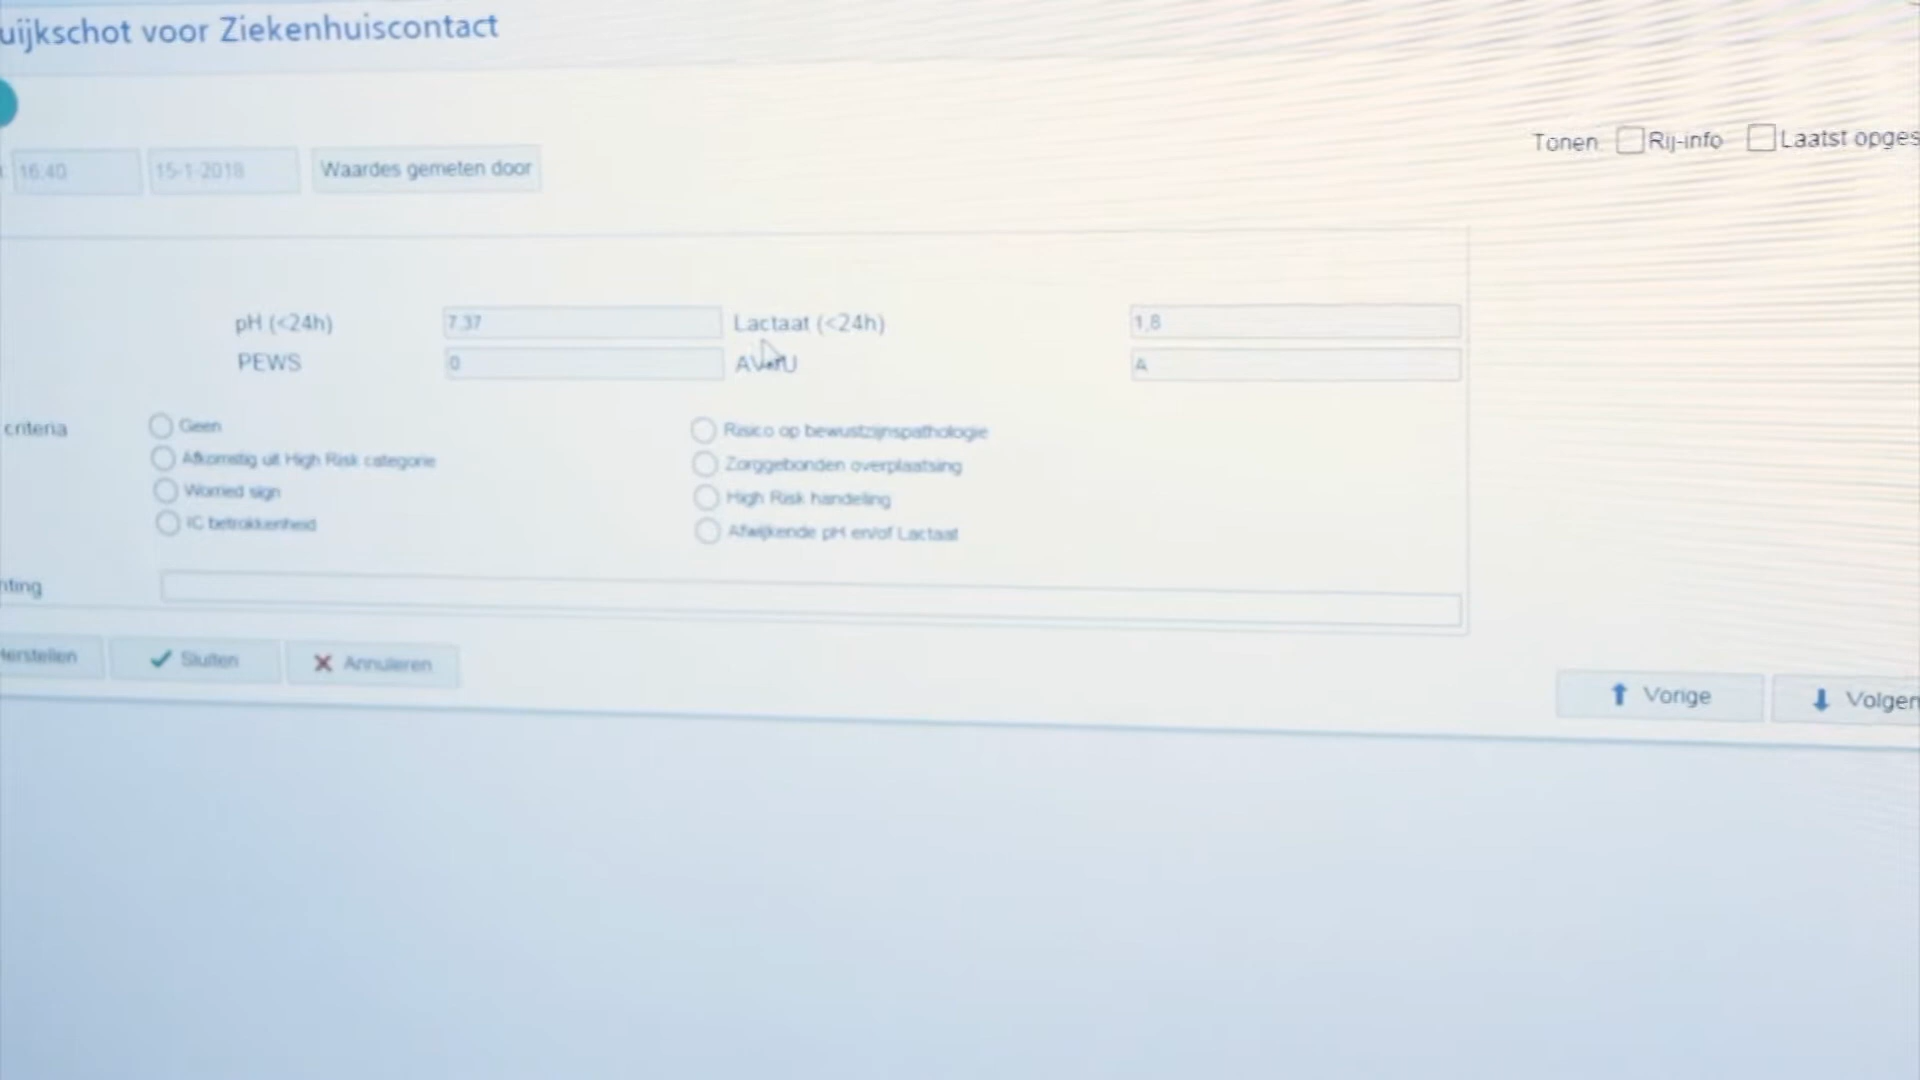 uijkschot voor Ziekenhuiscontact
Tonen Rij-info Laatst opges
16:40 15-1-2018 Waardes gemeten door
pH (<24h) 7.37 Lactaat (<24h) 1,8
PEWS 0 A
criteria Geen Risico op bewustzijnspathologie
Afkomstig uit High Risk categorie Zorggebonden overplaatsing
Worried sign High Risk handeling
IC betrokkenheid Afwijkende pH en/of Lactaat
nting
Herstellen Sluiten Annuleren
Vorige Volgen